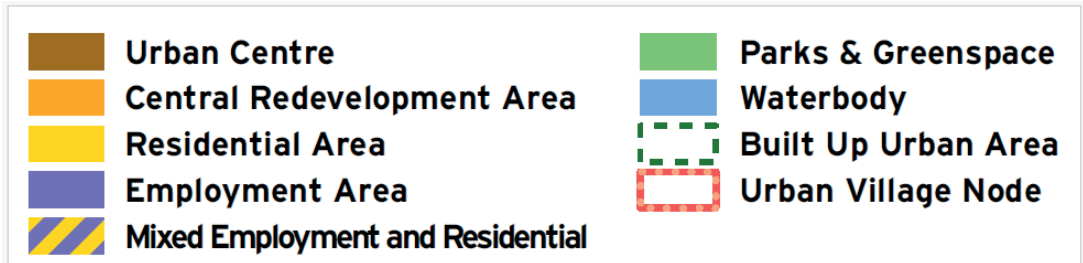 Urban Centre
Central Redevelopment Area
Residential Area
Employment Area
Mixed Employment and Residential
Parks & Greenspace
Waterbody
Built Up Urban Area
Urban Village Node